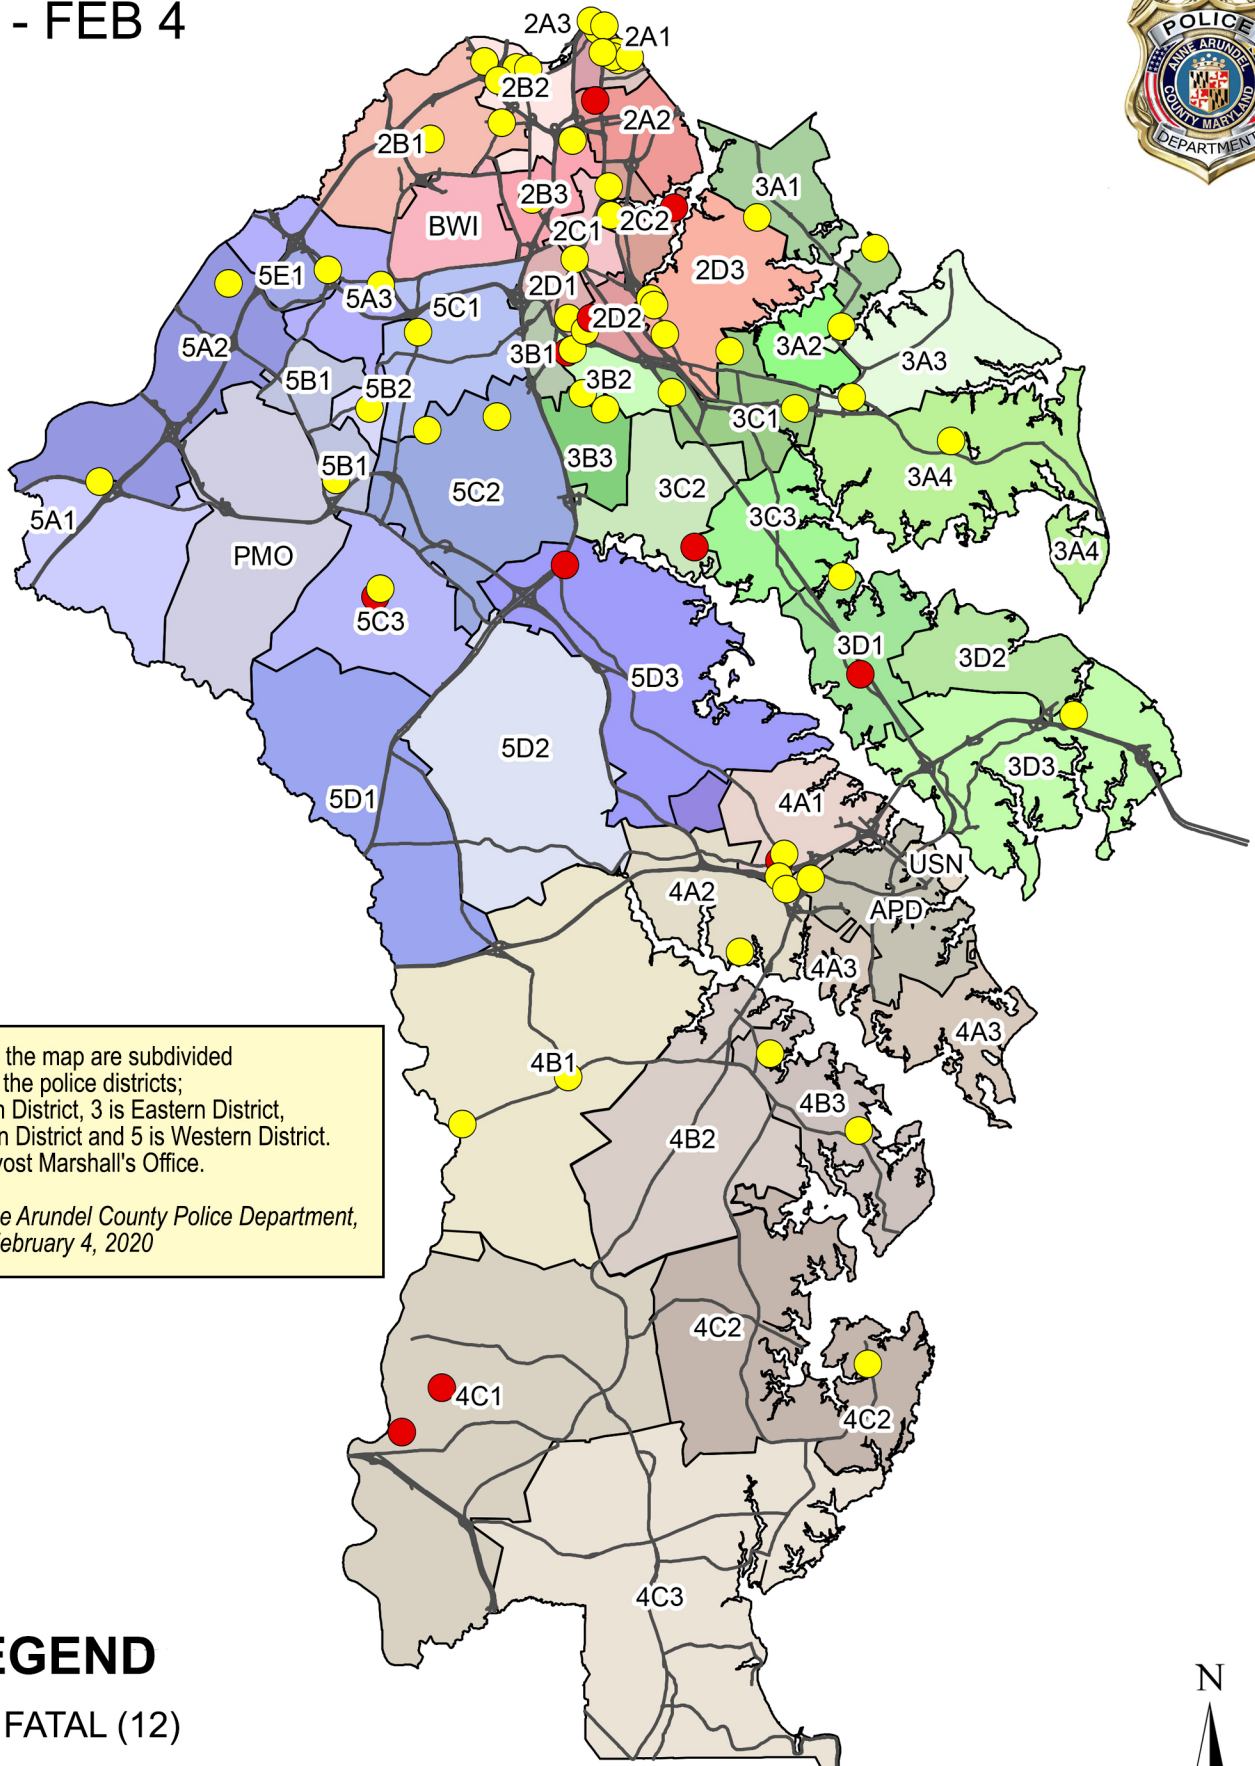 - FEB 4
POLICE
ANNE ARUNDEL
COUNTY MARYLAND
DEPARTMENT
2A3
2A1
2B2
2A2
2B1
3A1
2B3
BWI
2C1
2C2
2D3
5E1
5A3
2D1
5C1
2D2
5A2
3A2
3B1
3A3
5B1
5B2
3B2
3C1
5B1
3B3
3A4
5C2
3C2
5A1
3C3
PMO
3A4
5C3
3D1
3D2
5D3
5D2
3D3
5D1
4A1
USN
4A2
APD
4A3
4A3
4B1
4B3
4B2
the map are subdivided
the police districts;
n District, 3 is Eastern District,
n District and 5 is Western District.
vost Marshall's Office.
e Arundel County Police Department,
ebruary 4, 2020
4C2
4C1
4C2
4C3
EGEND
FATAL (12)
N